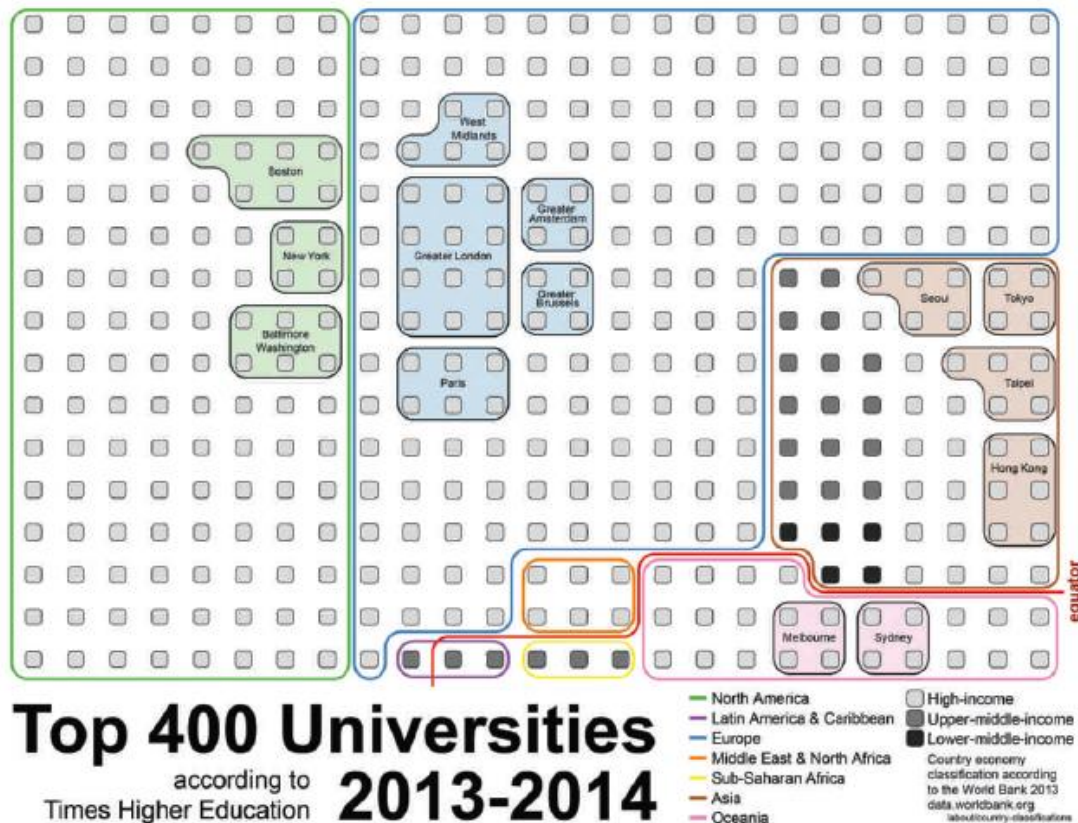 West
Midlands
Boston
Greater
Amsterdam
New York
Greater London
Greater
Brussels
Seoul
Tokyo
Baltimore
Washington
Paris
Taipei
Hong Kong
equator
Melbourne
Sydney
Top 400 Universities
according to
Times Higher Education
2013-2014
North America
Latin America & Caribbean
Europe
Middle East & North Africa
Sub-Saharan Africa
Asia
Oceania
High-income
Upper-middle-income
Lower-middle-income
Country economy
classification according
to the World Bank 2013
data.worldbank.org
/about/country-classifications